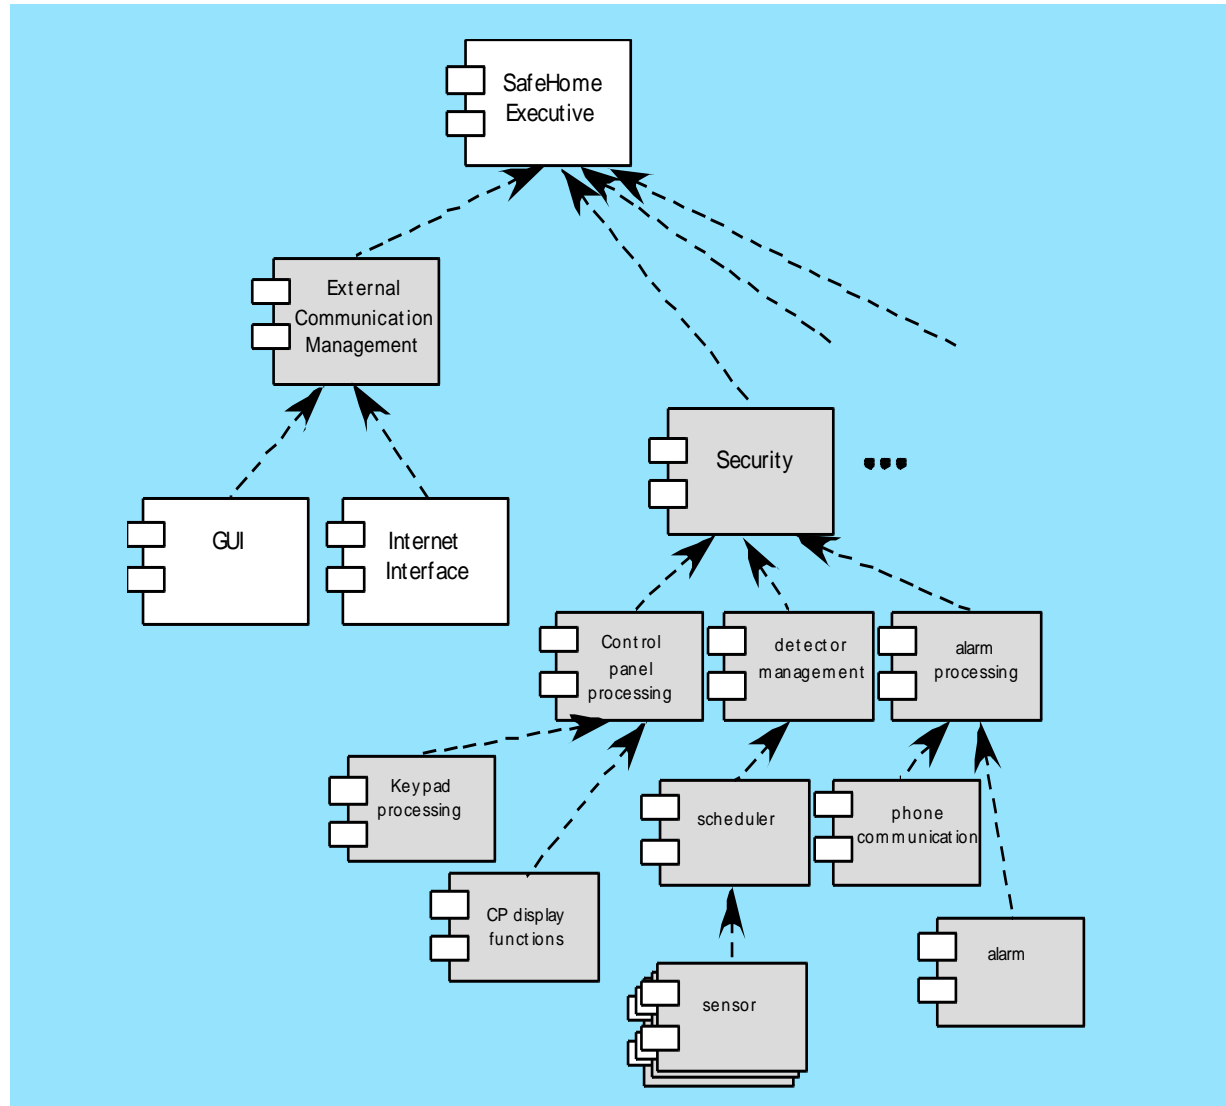 SafeHome
Executive
External
Communication
Management
Security
GUI
Internet
Interface
Control
panel
processing
detector
management
alarm
processing
Keypad
processing
scheduler
phone
communication
CP display
functions
alarm
sensor